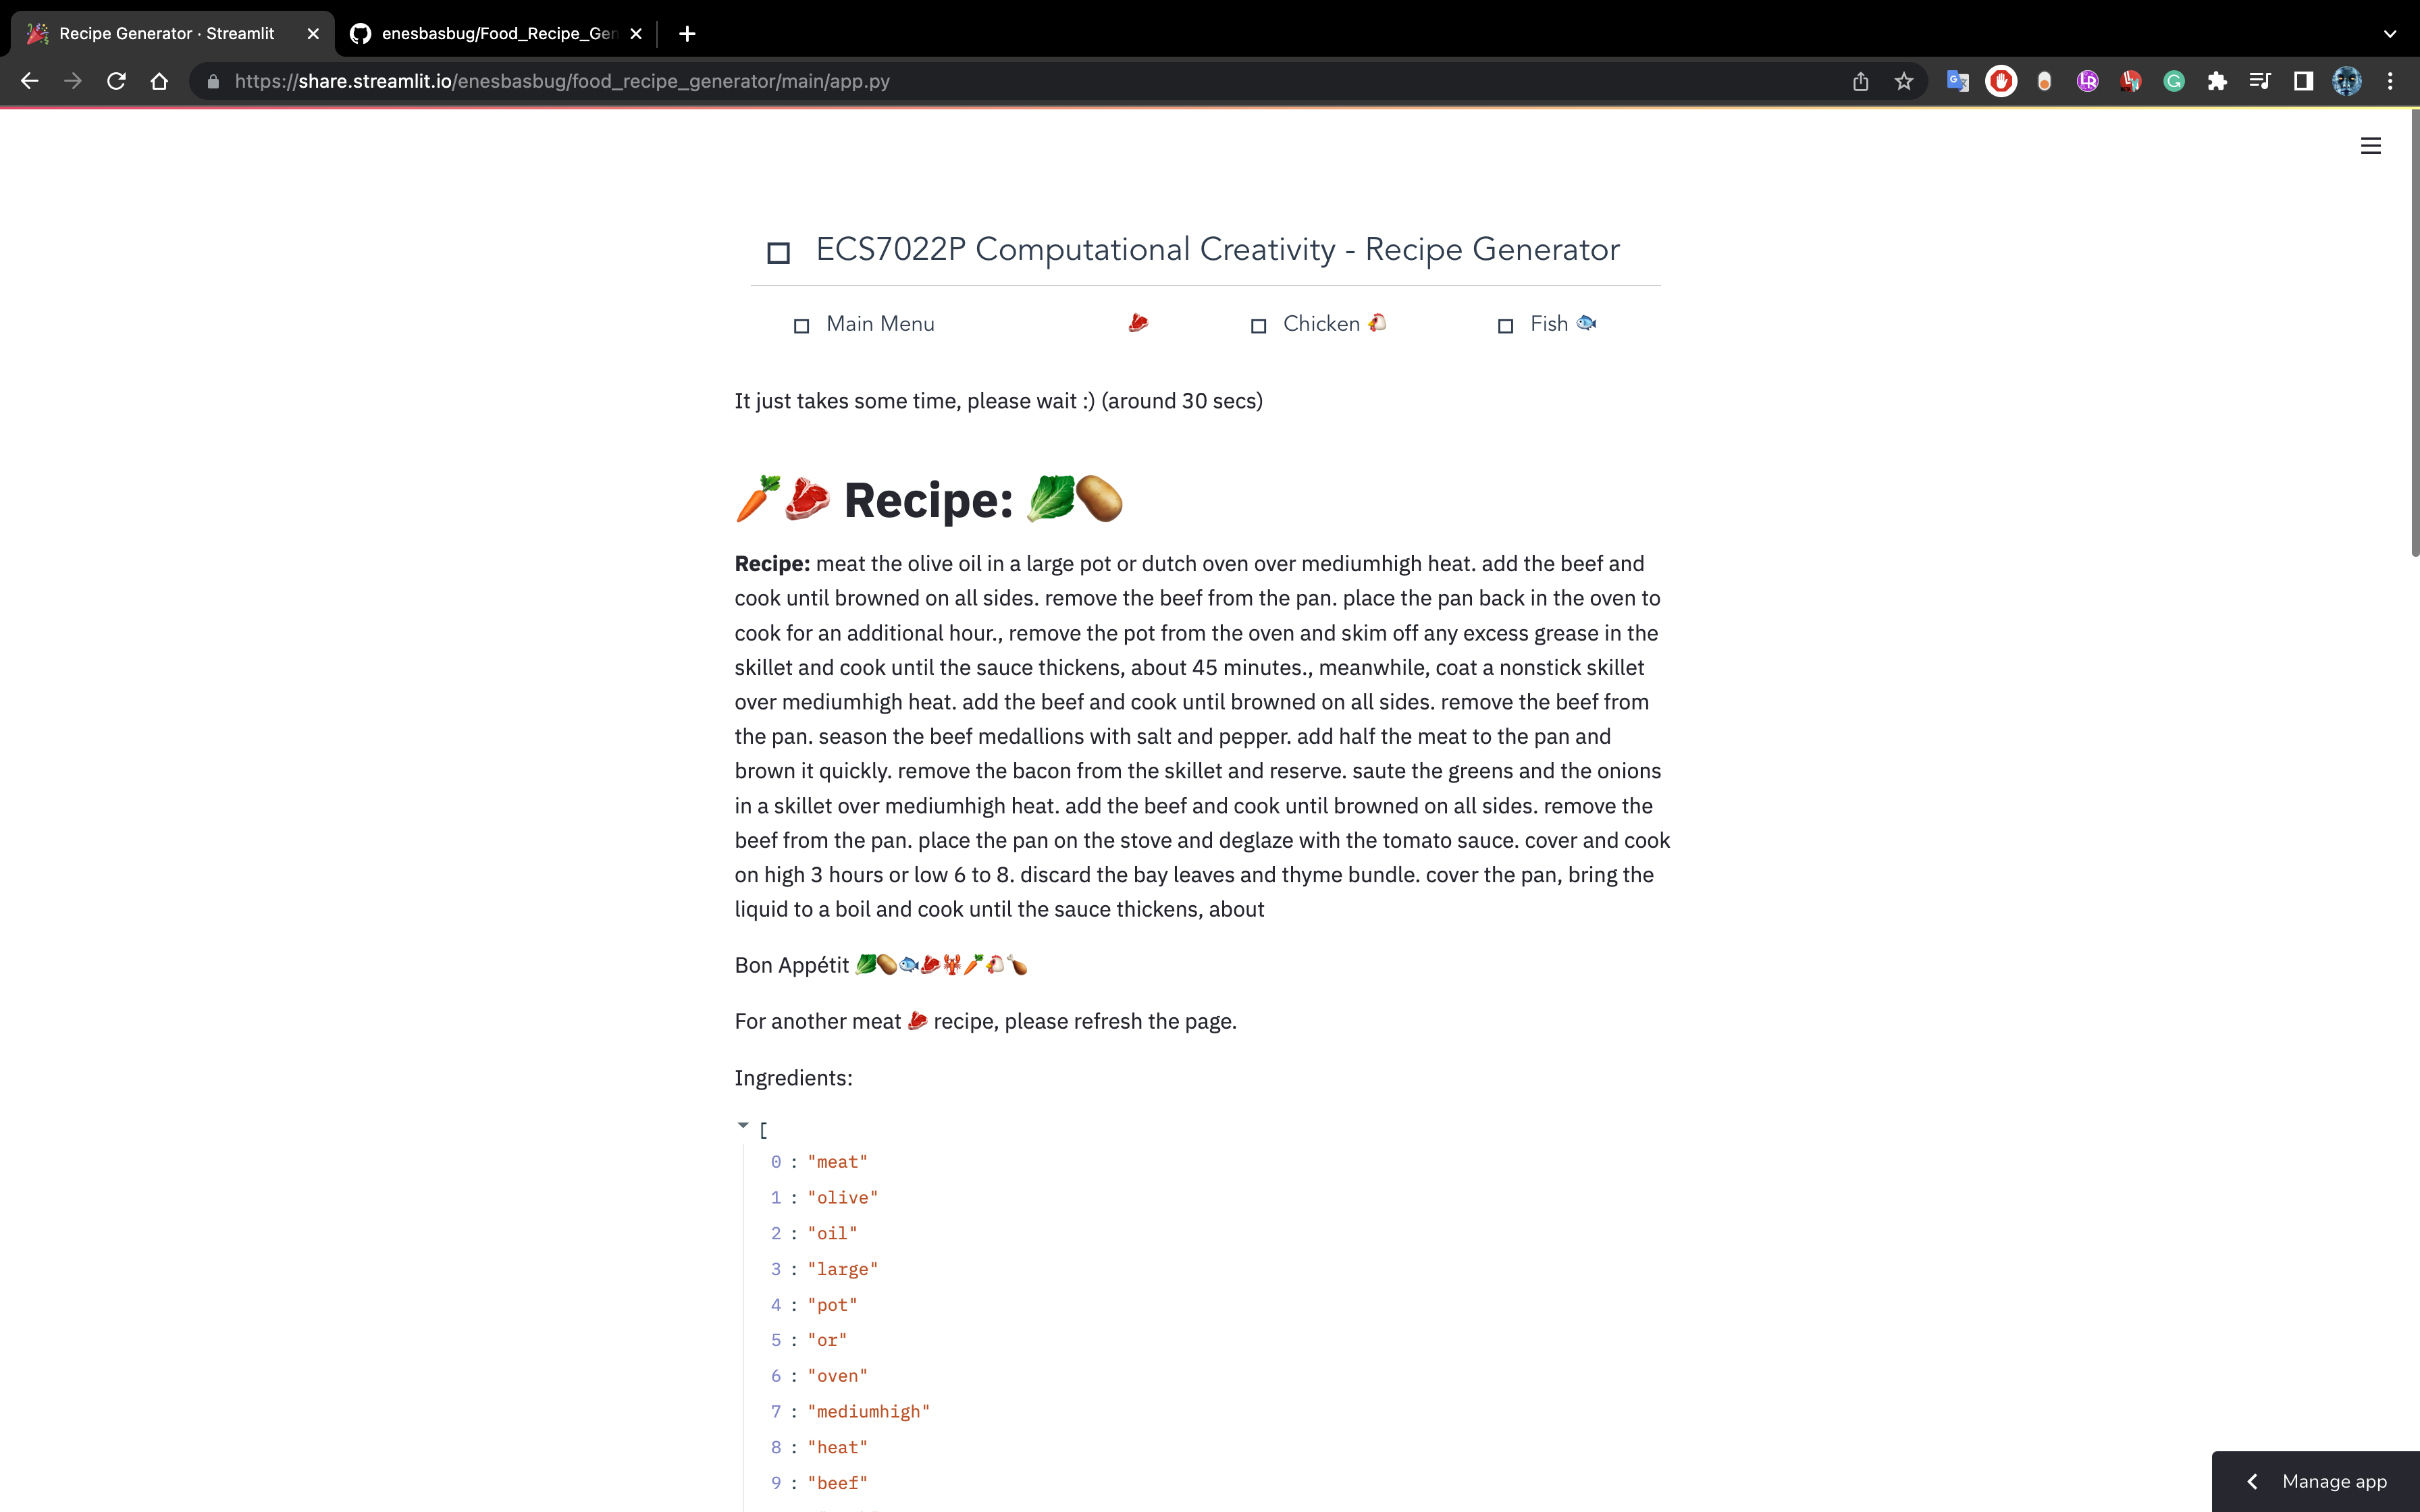 Recipe Generator · Streamlit
enesbasbug/Food_Recipe_Gen
https://share.streamlit.io/enesbasbug/food_recipe_generator/main/app.py
ECS7022P Computational Creativity - Recipe Generator
Main Menu
Chicken 🐔
Fish 🐟
It just takes some time, please wait :) (around 30 secs)
🥕🥩 Recipe: 🥬🥔
Recipe: meat the olive oil in a large pot or dutch oven over mediumhigh heat. add the beef and
cook until browned on all sides. remove the beef from the pan. place the pan back in the oven to
cook for an additional hour., remove the pot from the oven and skim off any excess grease in the
skillet and cook until the sauce thickens, about 45 minutes., meanwhile, coat a nonstick skillet
over mediumhigh heat. add the beef and cook until browned on all sides. remove the beef from
the pan. season the beef medallions with salt and pepper. add half the meat to the pan and
brown it quickly. remove the bacon from the skillet and reserve. saute the greens and the onions
in a skillet over mediumhigh heat. add the beef and cook until browned on all sides. remove the
beef from the pan. place the pan on the stove and deglaze with the tomato sauce. cover and cook
on high 3 hours or low 6 to 8. discard the bay leaves and thyme bundle. cover the pan, bring the
liquid to a boil and cook until the sauce thickens, about
Bon Appétit 🥬🥔🐟🥩🦞🥕🐔🍗
For another meat 🥩 recipe, please refresh the page.
Ingredients:
[
0 : "meat"
1 : "olive"
2 : "oil"
3 : "large"
4 : "pot"
5 : "or"
6 : "oven"
7 : "mediumhigh"
8 : "heat"
9 : "beef"
Manage app